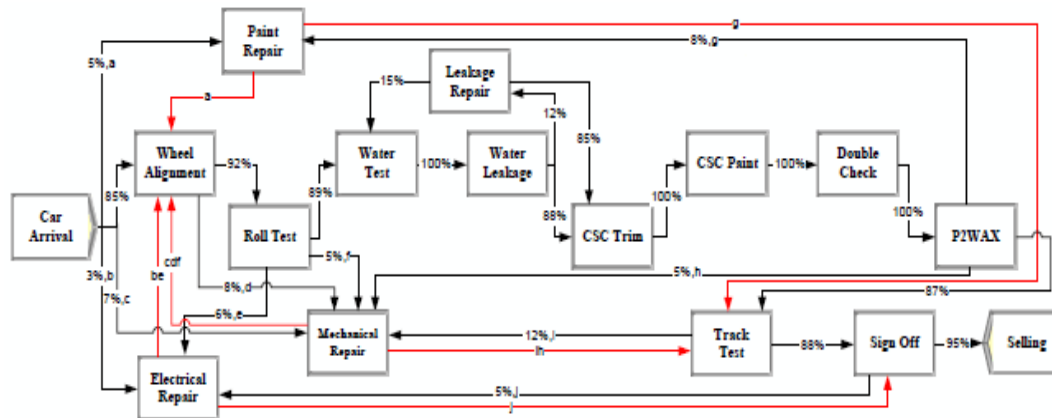 g
Paint
Repair
8%,g
5%,a
a
15%
Leakage
Repair
12%
85%
Wheel
Alignment
92%
Water
Test
100%
Water
Leakage
CSC Paint
100%
Double
Check
85%
89%
88%
100%
100%
Car
Arrival
Roll Test
CSC Trim
P2WAX
be
cdf
5%,f
3%,b
7%,c
8%,d
5%,h
87%
6%,e
Mechanical
Repair
12%,i
ih
Track
Test
88%
Sign Off
95%
Selling
Electrical
Repair
5%,j
j